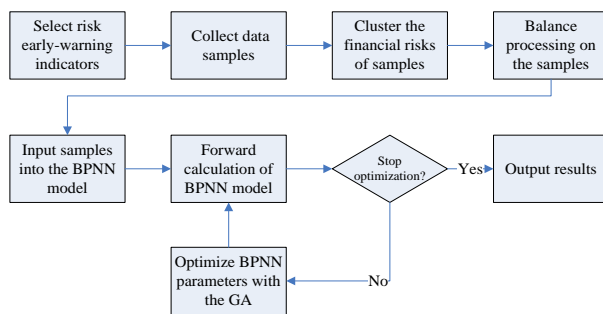 Select risk
early-warning
indicators
Collect data
samples
Cluster the
financial risks
of samples
Balance
processing on
the samples
Input samples
into the BPNN
model
Forward
calculation of
BPNN model
Stop
optimization?
Yes
Output results
Optimize BPNN
parameters with
the GA
No